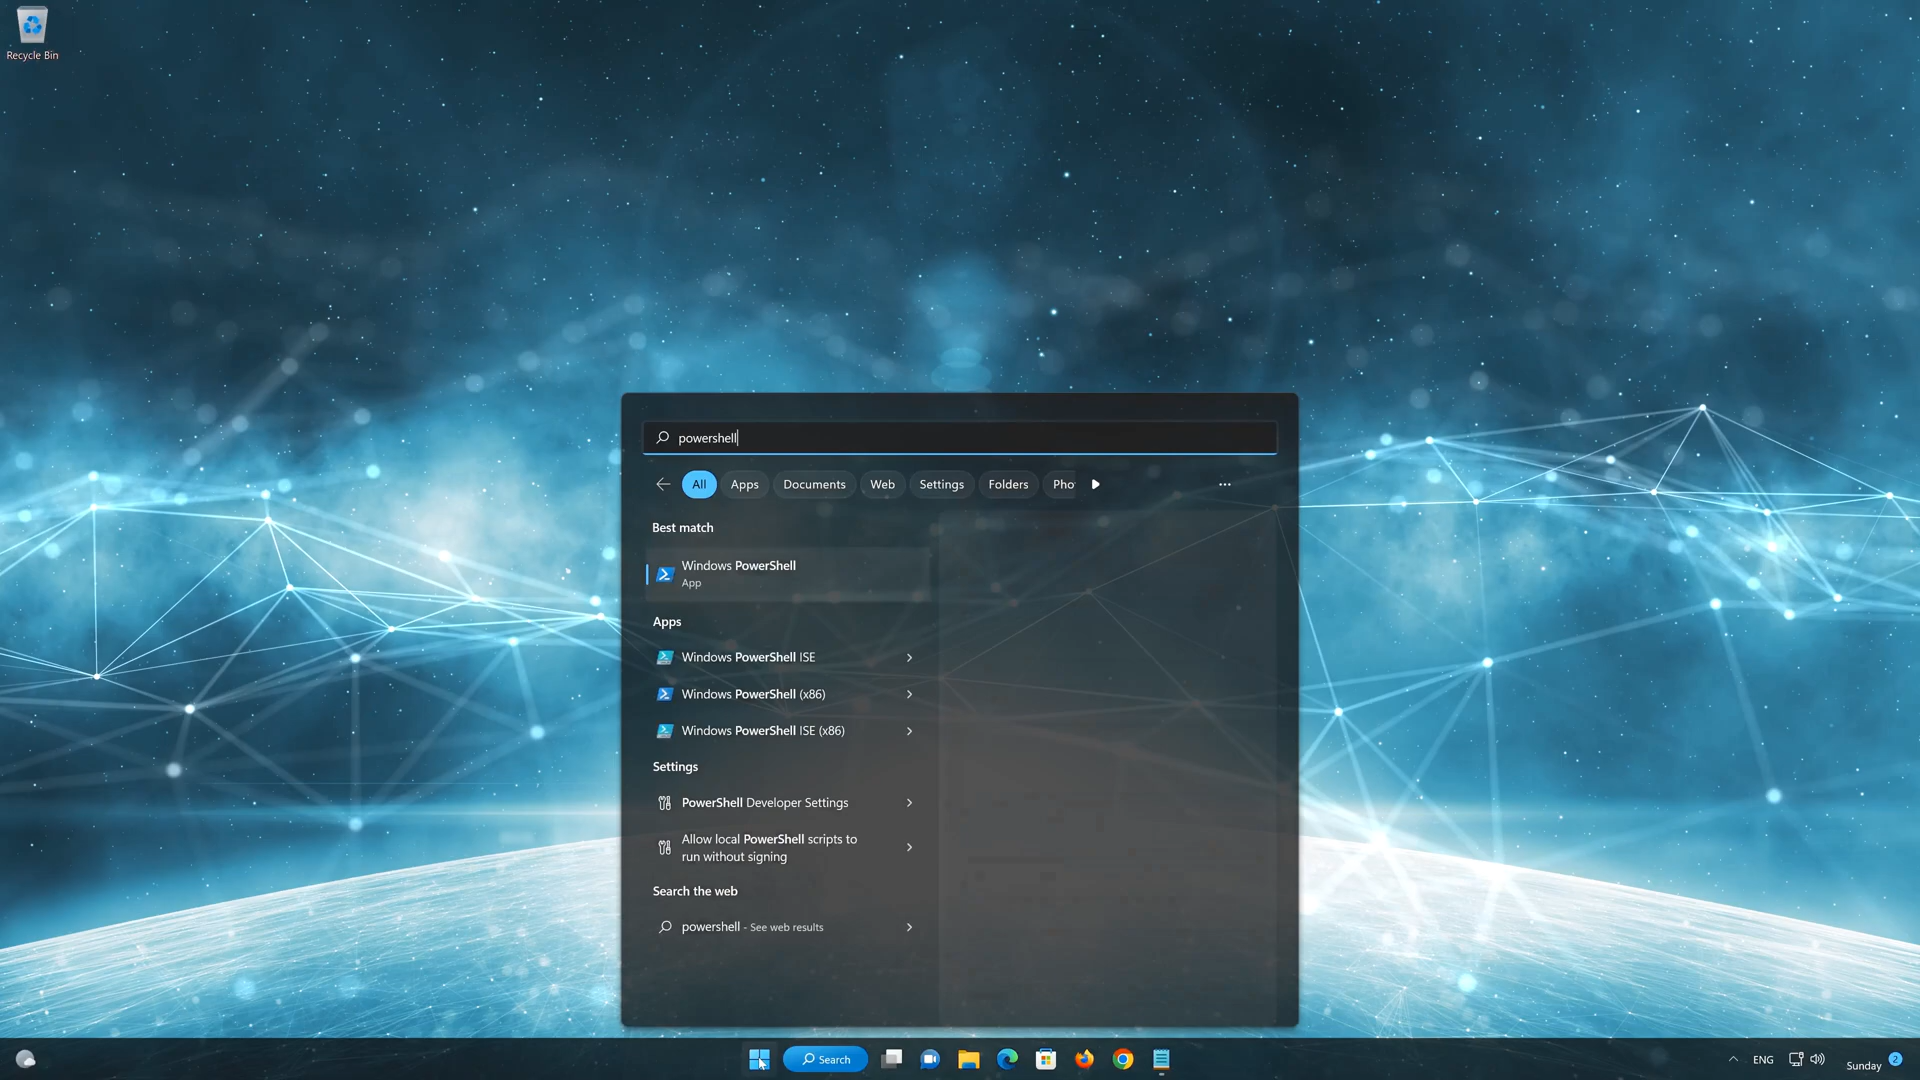 Recycle Bin
powershell
All Apps Documents Web Settings Folders Pho
Best match
Windows PowerShell
App
Apps
Windows PowerShell ISE
Windows PowerShell (x86)
Windows PowerShell ISE (x86)
Settings
PowerShell Developer Settings
Allow local PowerShell scripts to
run without signing
Search the web
powershell - See web results
Search
ENG
Sunday 2